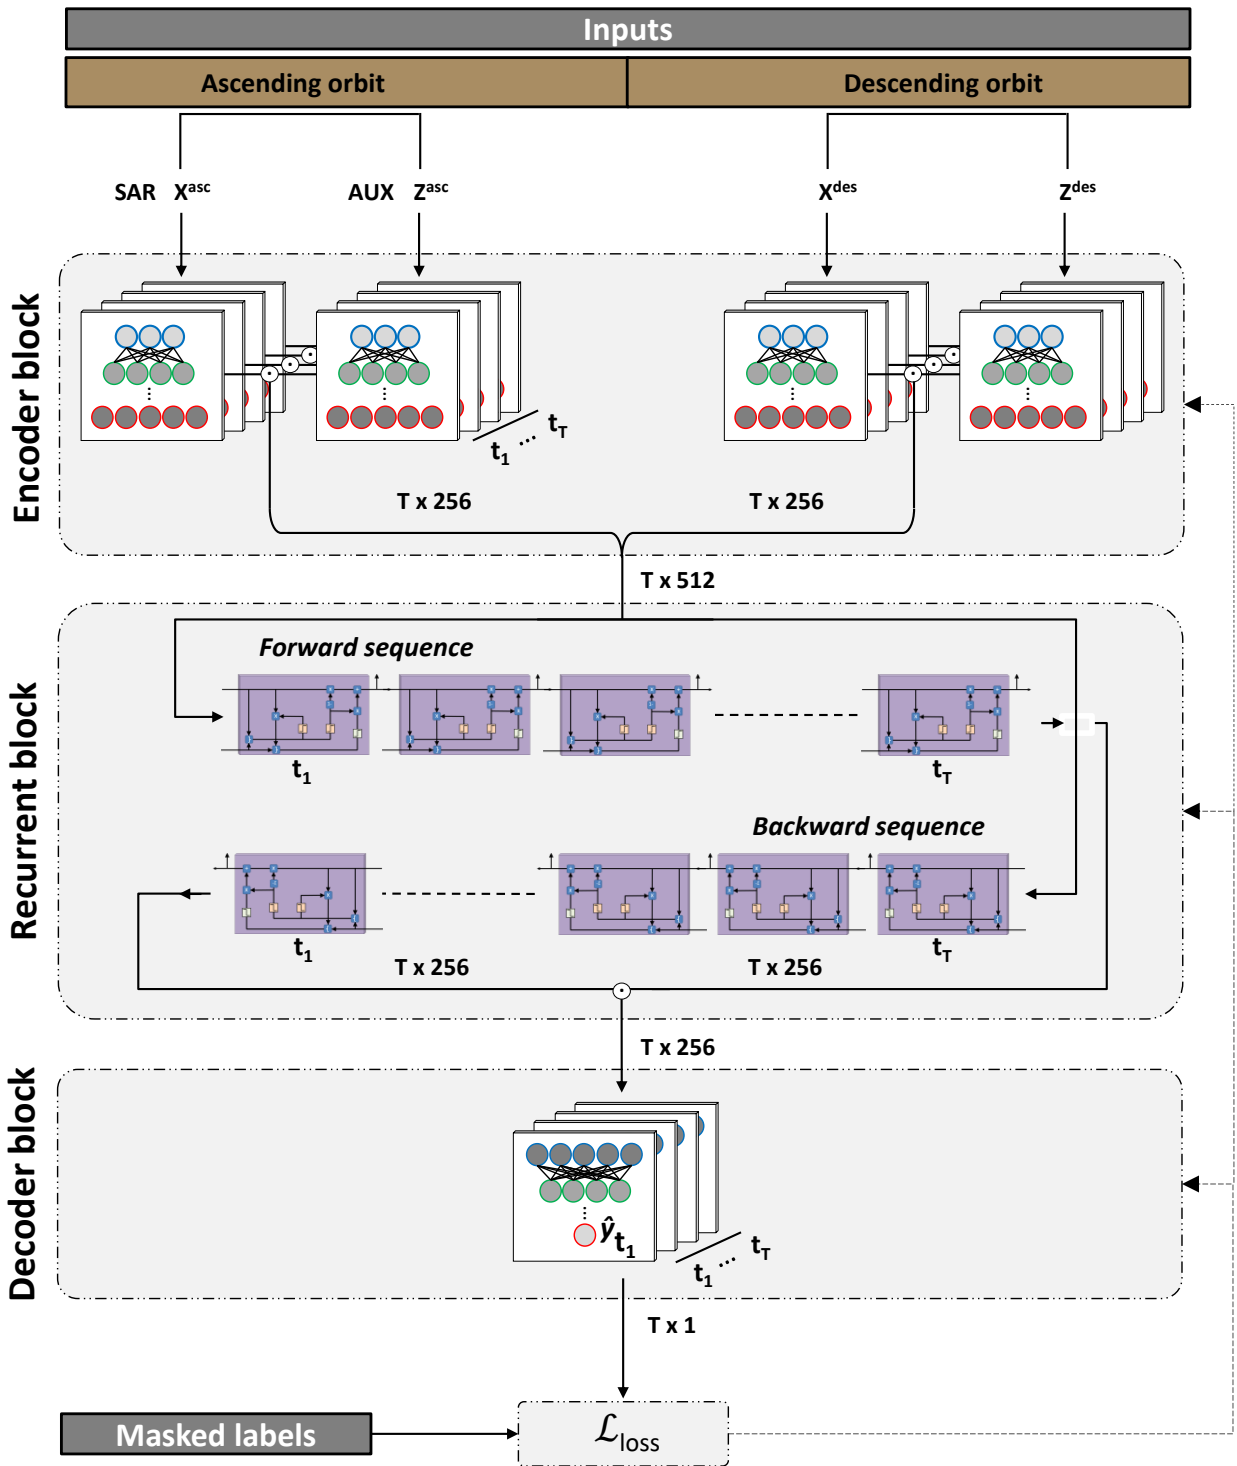 Inputs
Ascending orbit Descending orbit
SAR X^asc AUX Z^asc X^des Z^des
Encoder block
t_1 ... t_T
T x 256 T x 256
T x 512
Recurrent block
Forward sequence
t_1 t_T
Backward sequence
t_1 t_T
T x 256 T x 256
T x 256
Decoder block
ŷ_t_1
t_1 ... t_T
T x 1
Masked labels
ℒ_loss